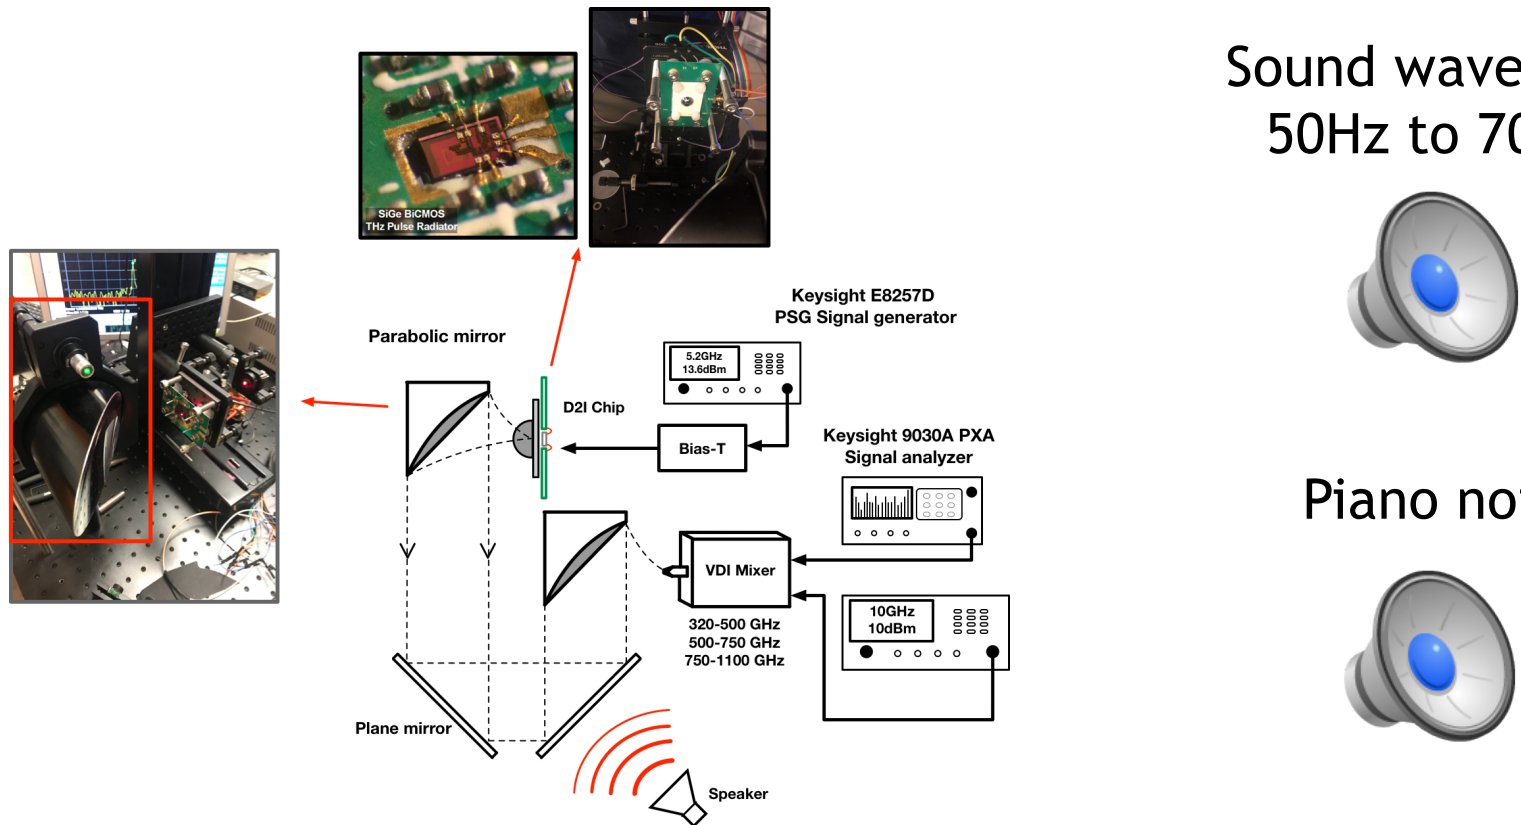 Sound wave
50Hz to 70
SiGe BiCMOS
THz Pulse Radiator
Keysight E8257D
PSG Signal generator
Parabolic mirror
5.2GHz
13.6dBm
D2I Chip
Bias-T
Keysight 9030A PXA
Signal analyzer
VDI Mixer
10GHz
10dBm
320-500 GHz
500-750 GHz
750-1100 GHz
Piano no
Plane mirror
Speaker